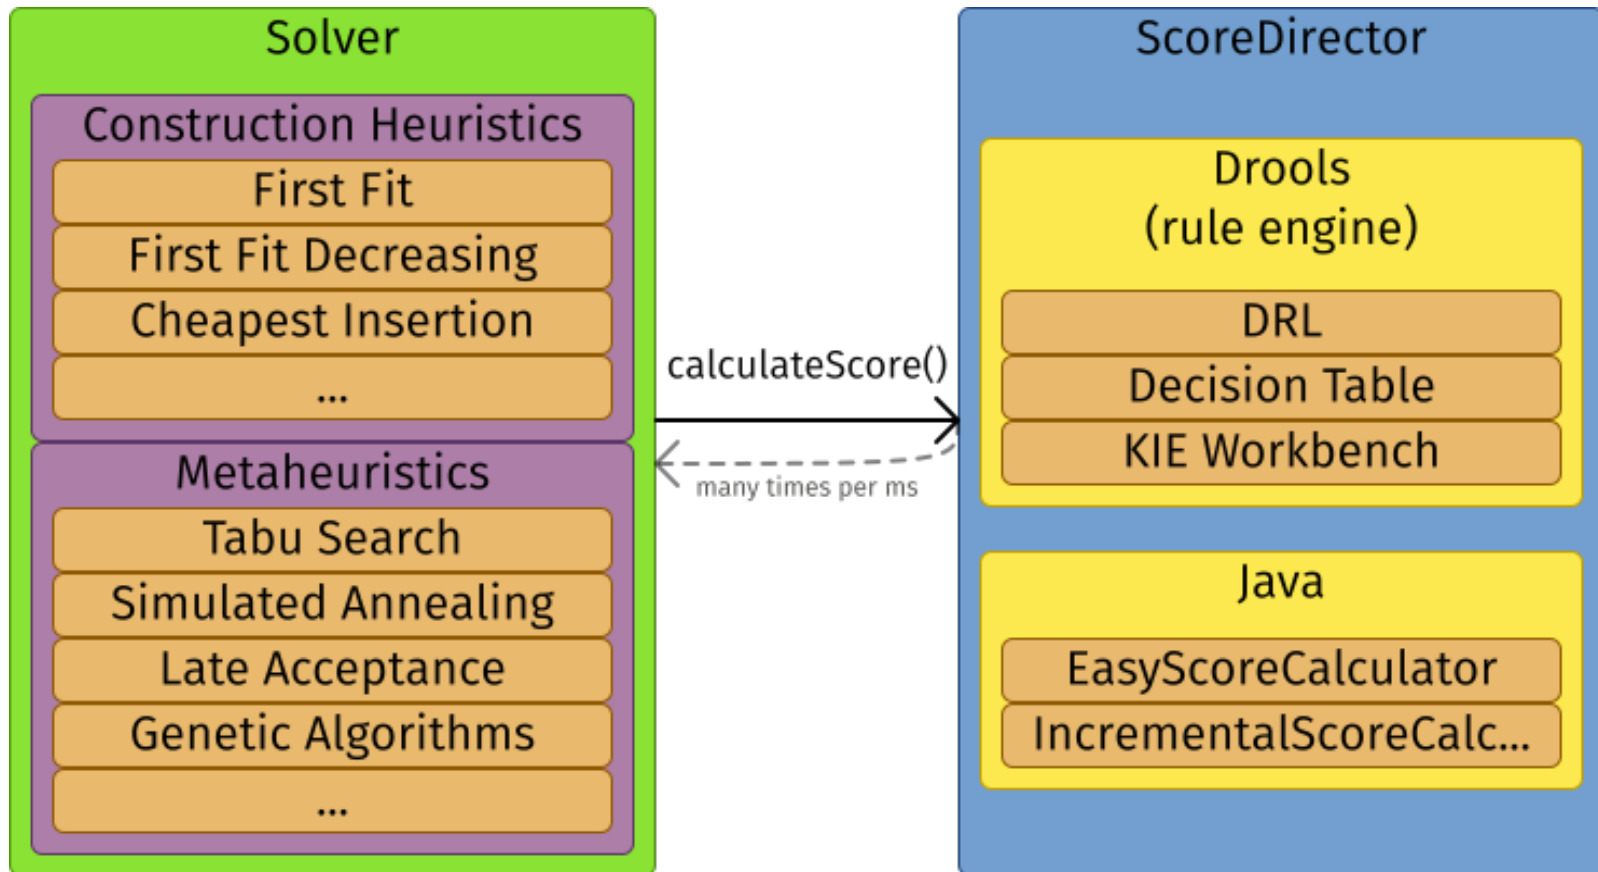 Solver
Construction Heuristics
First Fit
First Fit Decreasing
Cheapest Insertion
...
Metaheuristics
Tabu Search
Simulated Annealing
Late Acceptance
Genetic Algorithms
...
calculateScore()
many times per ms
ScoreDirector
Drools
(rule engine)
DRL
Decision Table
KIE Workbench
Java
EasyScoreCalculator
IncrementalScoreCalc...